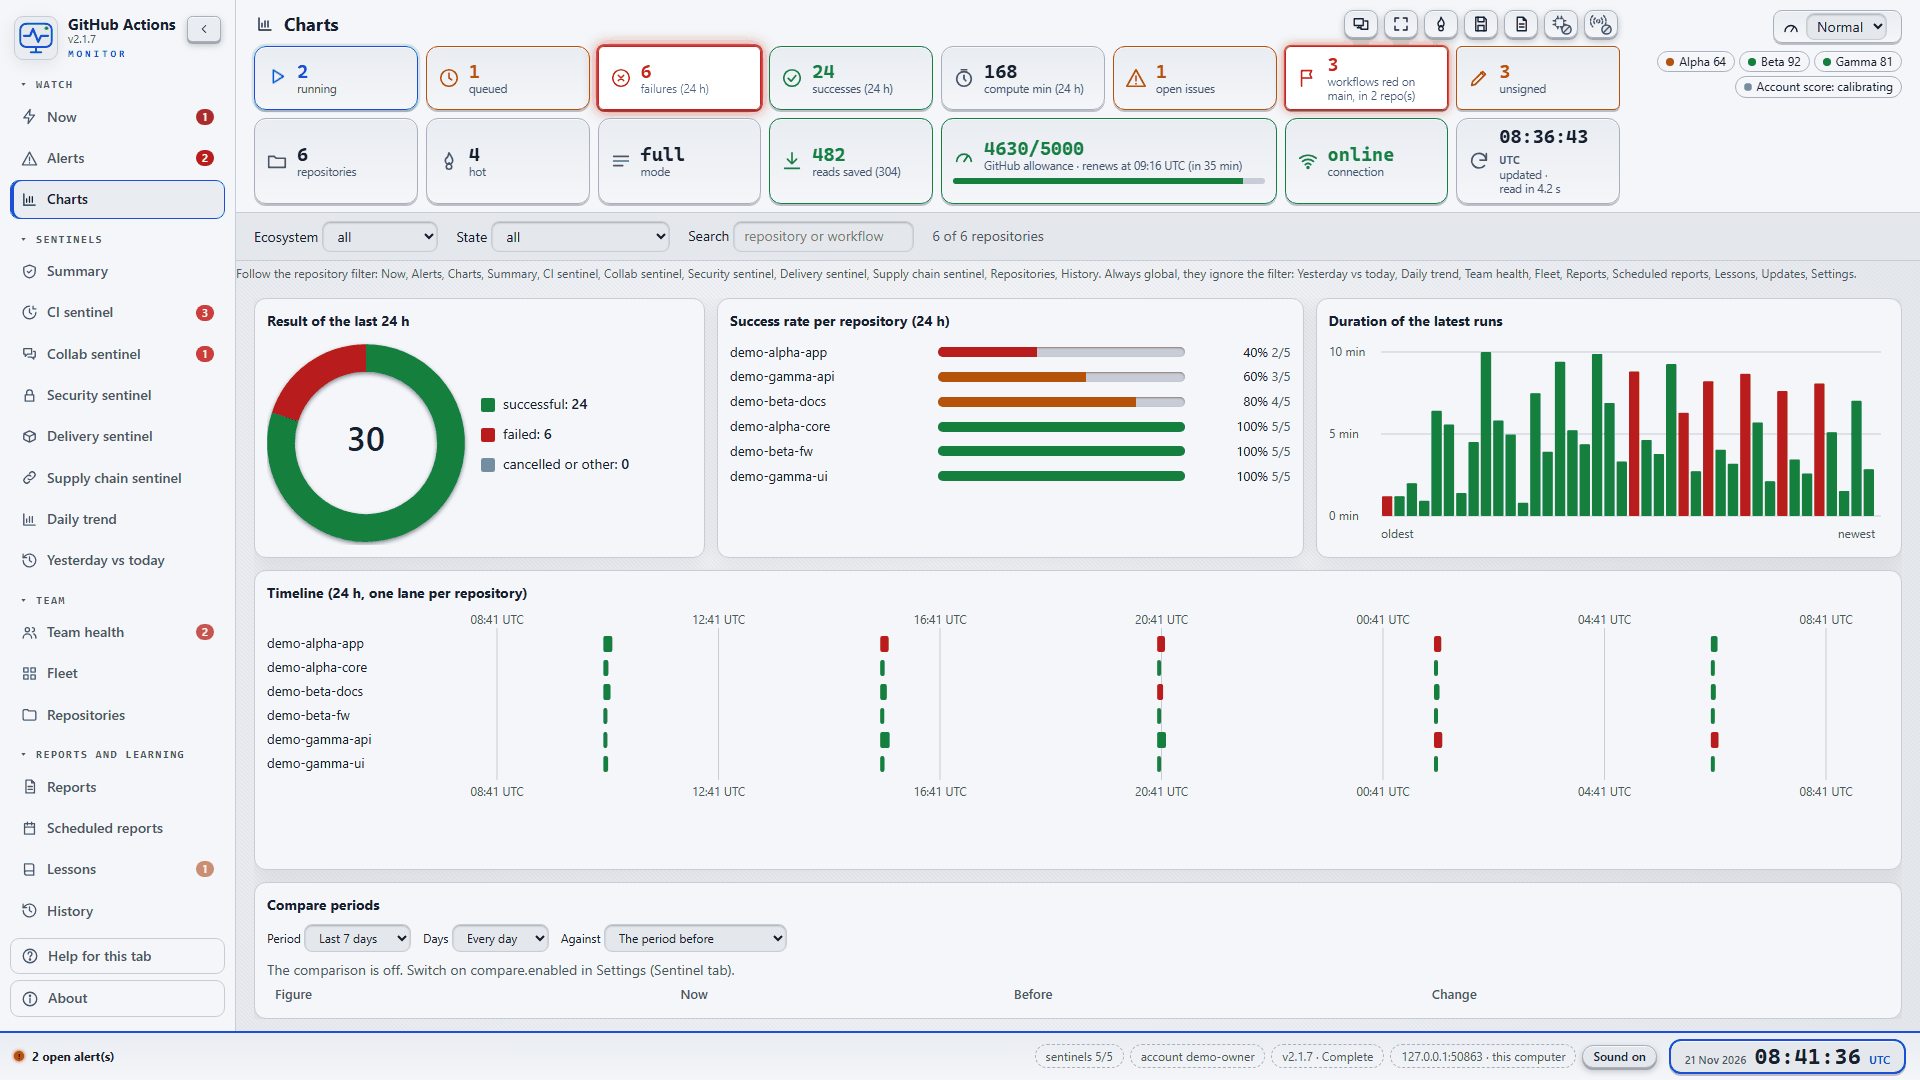 GitHub Actions
v2.1.7
MONITOR
WATCH
Now 1
Alerts 2
Charts
SENTINELS
Summary
CI sentinel 3
Collab sentinel 1
Security sentinel
Delivery sentinel
Supply chain sentinel
Daily trend
Yesterday vs today
TEAM
Team health 2
Fleet
Repositories
REPORTS AND LEARNING
Reports
Scheduled reports
Lessons 1
History
Help for this tab
About
Charts
Normal
2
running
1
queued
6
failures (24 h)
24
successes (24 h)
168
compute min (24 h)
1
open issues
3
workflows red on
main, in 2 repo(s)
3
unsigned
Alpha 64
Beta 92
Gamma 81
Account score: calibrating
6
repositories
4
hot
full
mode
482
reads saved (304)
4630/5000
GitHub allowance · renews at 09:16 UTC (in 35 min)
online
connection
08:36:43
UTC
updated ·
read in 4.2 s
Ecosystem all State all Search repository or workflow 6 of 6 repositories
Follow the repository filter: Now, Alerts, Charts, Summary, CI sentinel, Collab sentinel, Security sentinel, Delivery sentinel, Supply chain sentinel, Repositories, History. Always global, they ignore the filter: Yesterday vs today, Daily trend, Team health, Fleet, Reports, Scheduled reports, Lessons, Updates, Settings.
Result of the last 24 h
30
successful: 24
failed: 6
cancelled or other: 0
Success rate per repository (24 h)
demo-alpha-app 40% 2/5
demo-gamma-api 60% 3/5
demo-beta-docs 80% 4/5
demo-alpha-core 100% 5/5
demo-beta-fw 100% 5/5
demo-gamma-ui 100% 5/5
Duration of the latest runs
10 min
5 min
0 min
oldest newest
Timeline (24 h, one lane per repository)
08:41 UTC 12:41 UTC 16:41 UTC 20:41 UTC 00:41 UTC 04:41 UTC 08:41 UTC
demo-alpha-app
demo-alpha-core
demo-beta-docs
demo-beta-fw
demo-gamma-api
demo-gamma-ui
08:41 UTC 12:41 UTC 16:41 UTC 20:41 UTC 00:41 UTC 04:41 UTC 08:41 UTC
Compare periods
Period Last 7 days Days Every day Against The period before
The comparison is off. Switch on compare.enabled in Settings (Sentinel tab).
Figure Now Before Change
2 open alert(s)
sentinels 5/5
account demo-owner
v2.1.7 · Complete
127.0.0.1:50863 · this computer
Sound on
21 Nov 2026 08:41:36 UTC